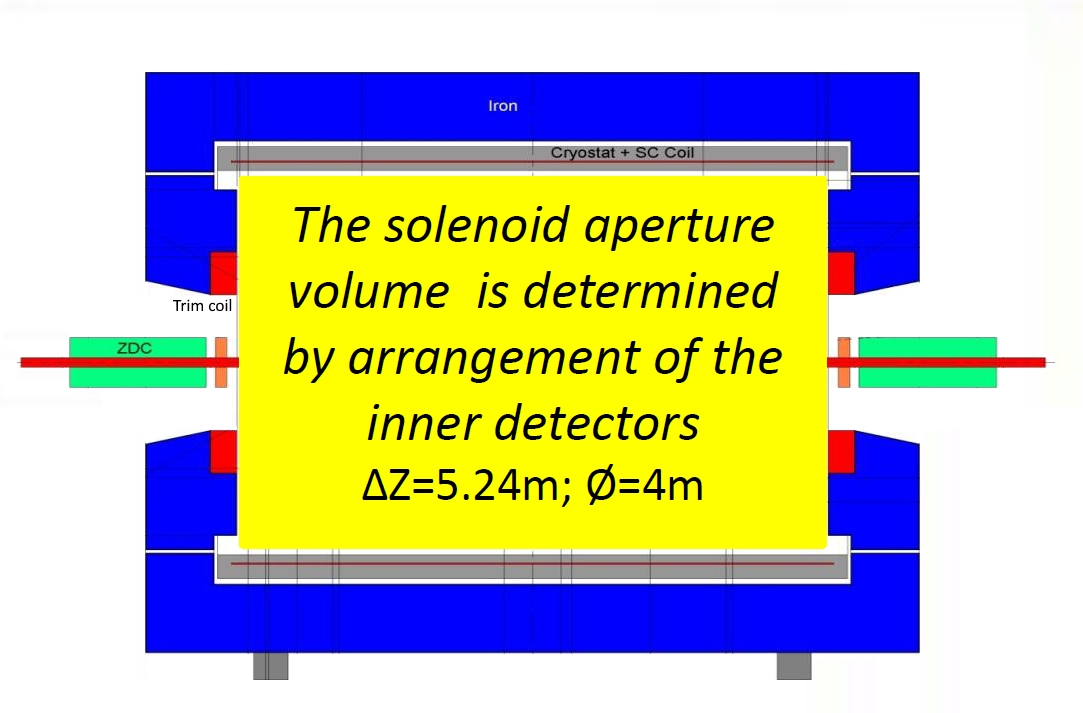 Iron
Cryostat + SC Coil
The solenoid aperture
volume  is determined
by arrangement of the
inner detectors
ΔZ=5.24m; Ø=4m
Trim coil
ZDC